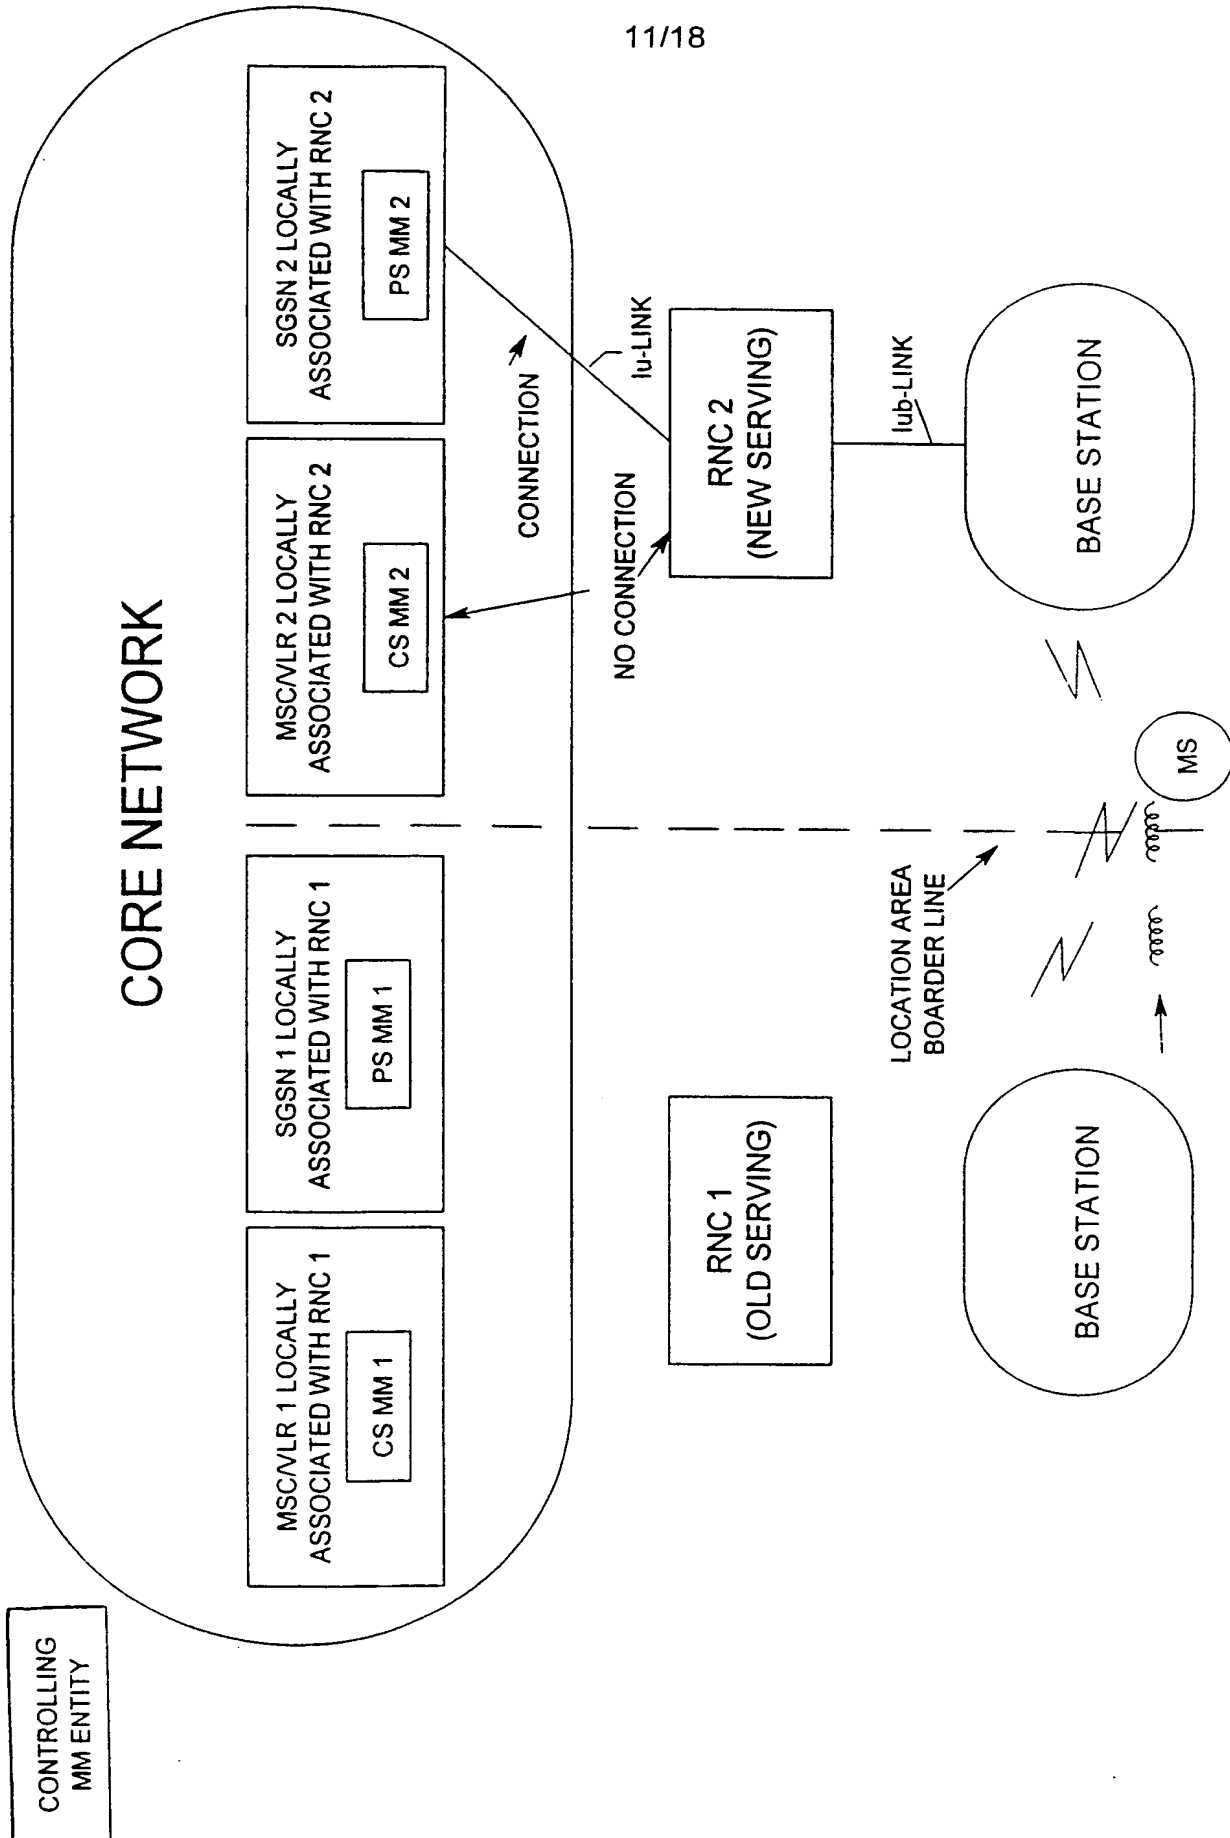 11/18
CONTROLLING
MM ENTITY
CORE NETWORK
MSC/VLR 1 LOCALLY
ASSOCIATED WITH RNC 1
CS MM 1
SGSN 1 LOCALLY
ASSOCIATED WITH RNC 1
PS MM 1
MSC/VLR 2 LOCALLY
ASSOCIATED WITH RNC 2
CS MM 2
SGSN 2 LOCALLY
ASSOCIATED WITH RNC 2
PS MM 2
CONNECTION
NO CONNECTION
Iu-LINK
RNC 1
(OLD SERVING)
RNC 2
(NEW SERVING)
LOCATION AREA
BOARDER LINE
Iub-LINK
BASE STATION
BASE STATION
MS